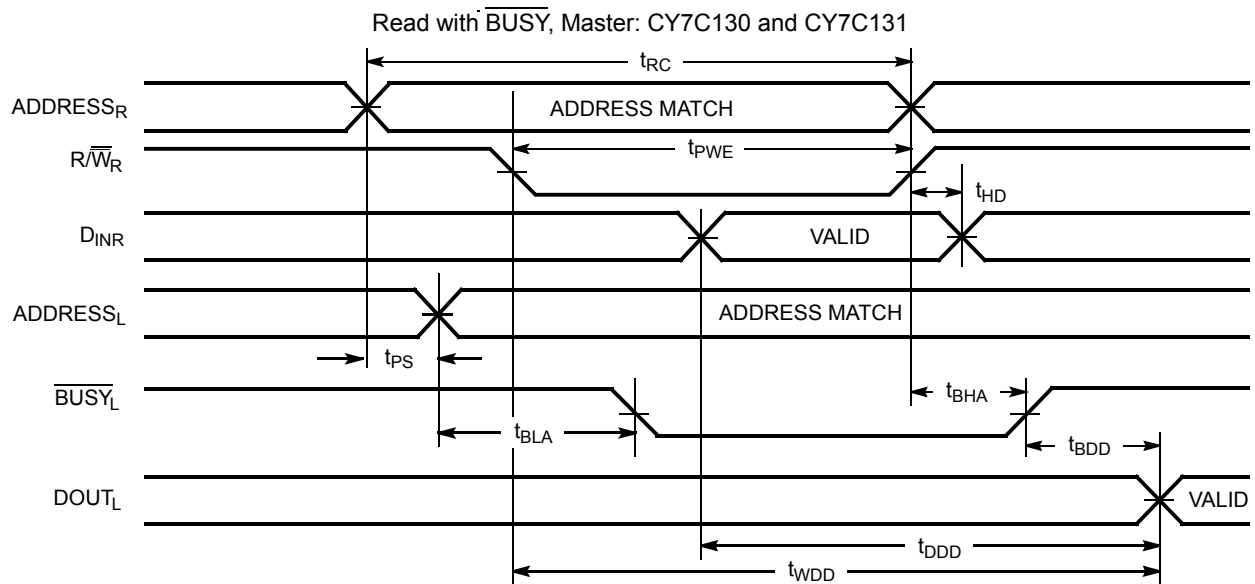 Read with BUSY, Master: CY7C130 and CY7C131
tRC
ADDRESSR
ADDRESS MATCH
R/WR
tPWE
tHD
DINR
VALID
ADDRESSL
ADDRESS MATCH
tPS
BUSYL
tBHA
tBLA
tBDD
DOUTL
VALID
tDDD
tWDD